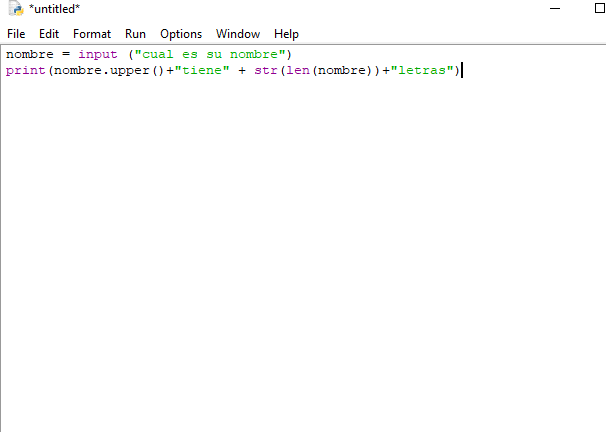 *untitled*
File Edit Format Run Options Window Help
nombre = input ("cual es su nombre")
print(nombre.upper()+"tiene" + str(len(nombre))+"letras")